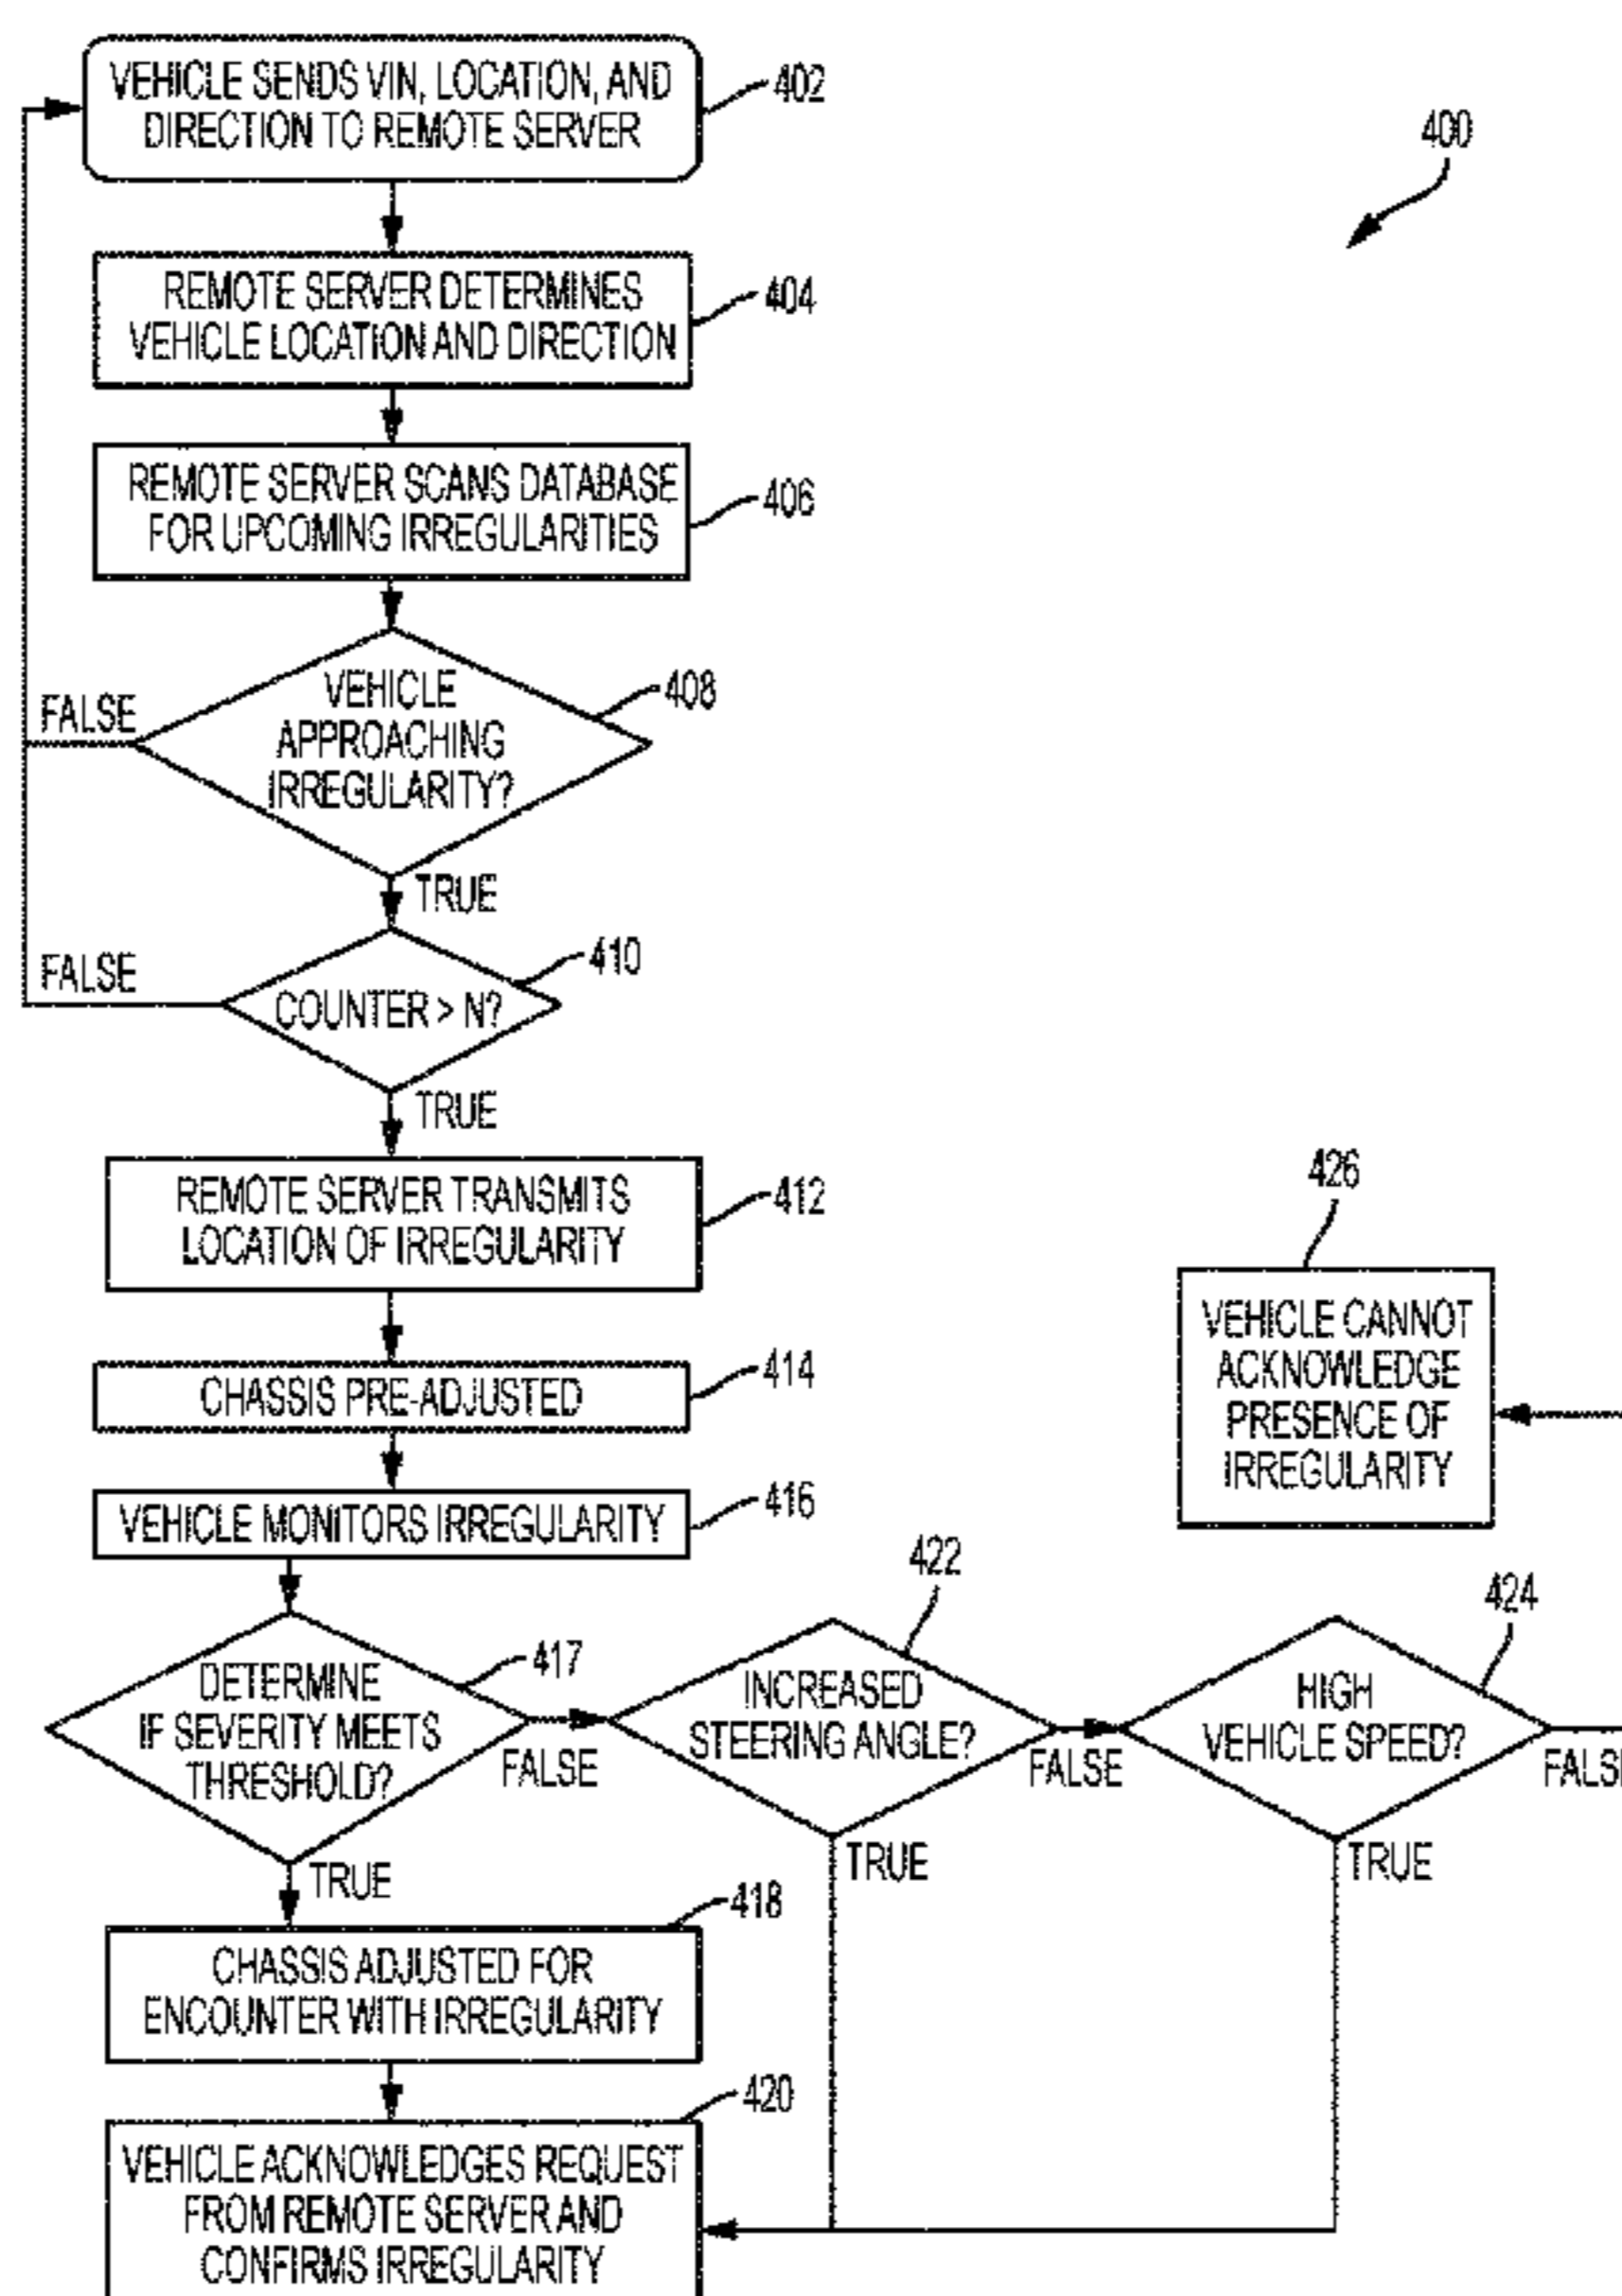 VEHICLE SENDS VIN, LOCATION, AND
DIRECTION TO REMOTE SERVER
402
400
REMOTE SERVER DETERMINES
VEHICLE LOCATION AND DIRECTION
404
REMOTE SERVER SCANS DATABASE
FOR UPCOMING IRREGULARITIES
406
VEHICLE
APPROACHING
IRREGULARITY?
408
FALSE
TRUE
COUNTER > N?
410
FALSE
TRUE
REMOTE SERVER TRANSMITS
LOCATION OF IRREGULARITY
412
CHASSIS PRE-ADJUSTED
414
VEHICLE MONITORS IRREGULARITY
416
DETERMINE
IF SEVERITY MEETS
THRESHOLD?
417
FALSE
TRUE
INCREASED
STEERING ANGLE?
422
FALSE
TRUE
HIGH
VEHICLE SPEED?
424
FALS
TRUE
426
VEHICLE CANNOT
ACKNOWLEDGE
PRESENCE OF
IRREGULARITY
CHASSIS ADJUSTED FOR
ENCOUNTER WITH IRREGULARITY
418
VEHICLE ACKNOWLEDGES REQUEST
FROM REMOTE SERVER AND
CONFIRMS IRREGULARITY
420